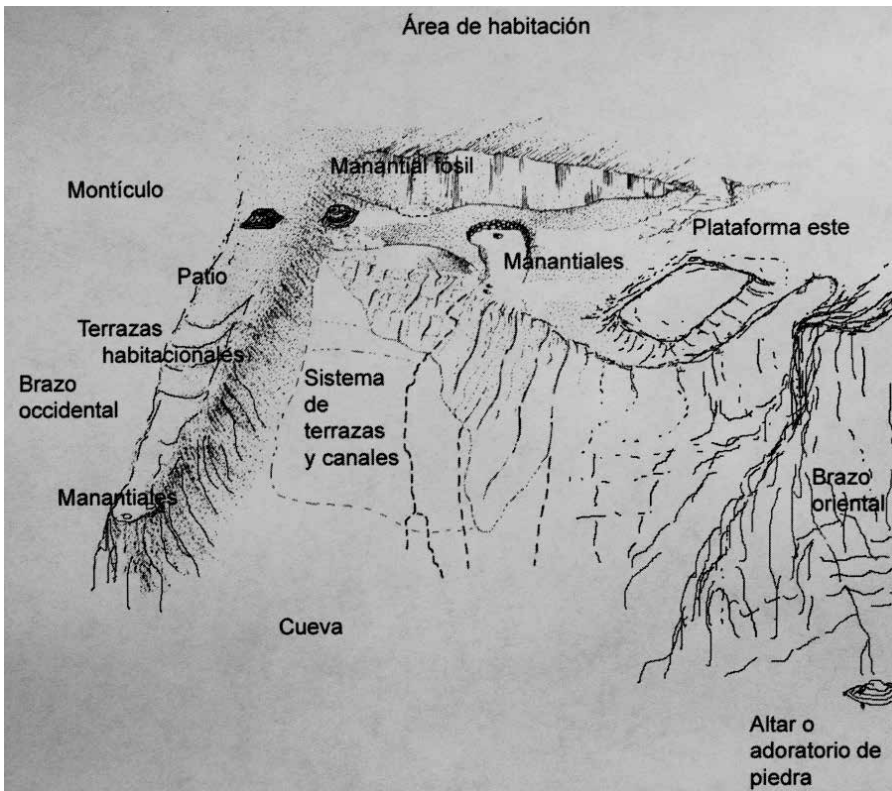 Área de habitación
Manantial fósil
Montículo
Plataforma este
Manantiales
Patio
Terrazas
habitacionales
Brazo
occidental
Sistema
de
terrazas
y canales
Manantiales
Brazo
oriental
Cueva
Altar o
adoratorio de
piedra